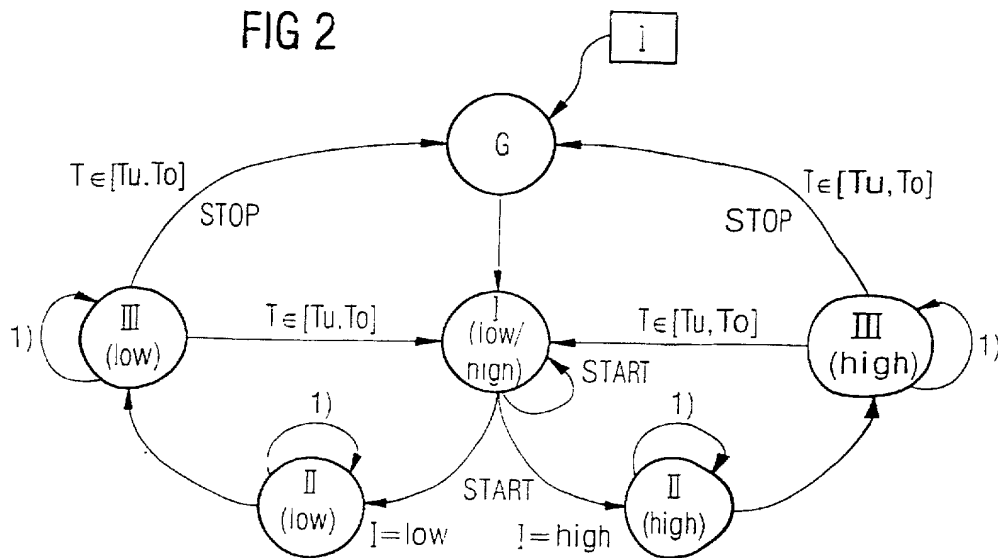 FIG 2
i
G
T∈[Tu.To]
STOP
T∈[Tu,To]
STOP
III
(low)
1)
T∈[Tu.To]
I
(low/
high)
START
T∈[Tu,To]
III
(high)
1)
1)
II
(low)
I=low
START
I=high
1)
II
(high)